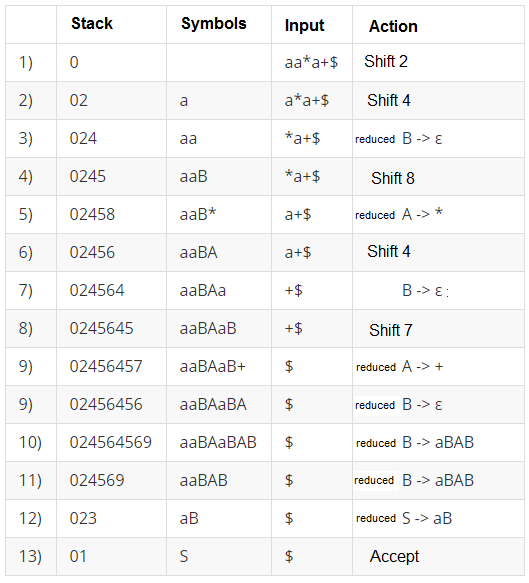 Stack Symbols Input Action
1) 0 aa*a+$ Shift 2
2) 02 a a*a+$ Shift 4
3) 024 aa *a+$ reduced B -> ε
4) 0245 aaB *a+$ Shift 8
5) 02458 aaB* a+$ reduced A -> *
6) 02456 aaBA a+$ Shift 4
7) 024564 aaBAa +$ B -> ε ;
8) 0245645 aaBAaB +$ Shift 7
9) 02456457 aaBAaB+ $ reduced A -> +
9) 02456456 aaBAaBA $ reduced B -> ε
10) 024564569 aaBAaBAB $ reduced B -> aBAB
11) 024569 aaBAB $ reduced B -> aBAB
12) 023 aB $ reduced S -> aB
13) 01 S $ Accept